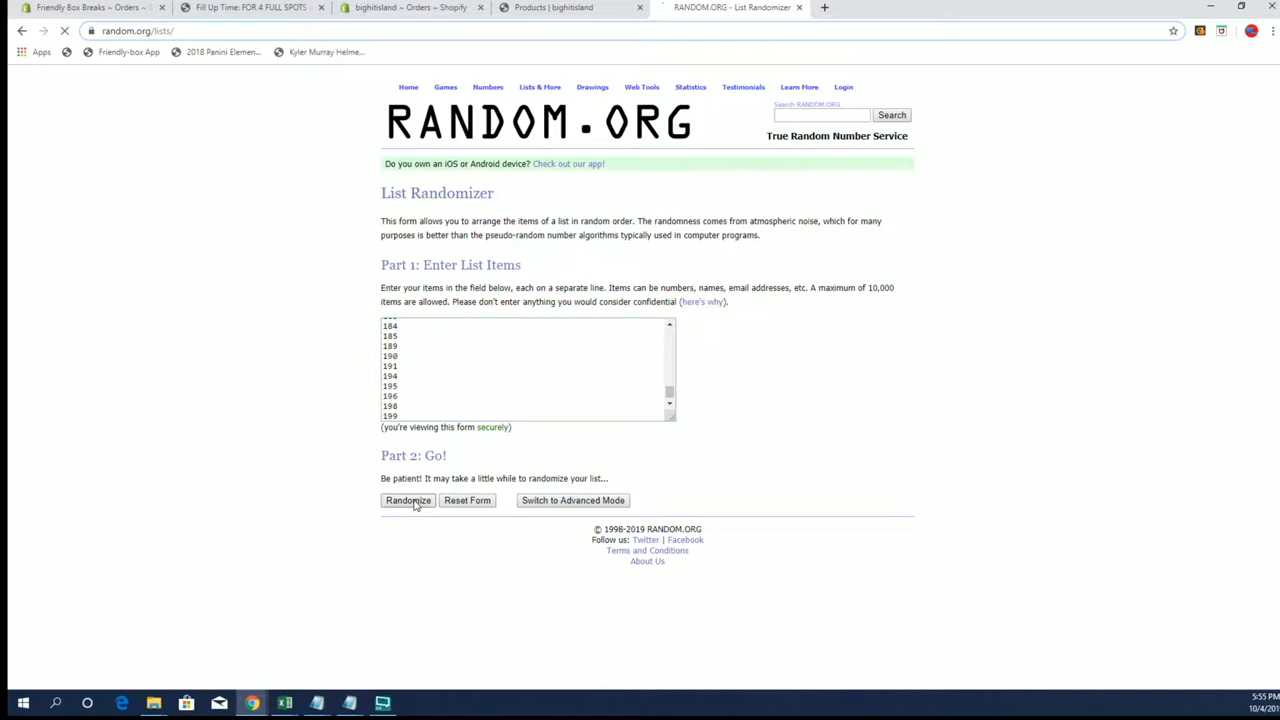 Friendly Box Breaks ~ Orders ~ S
Fill Up Time: FOR 4 FULL SPOTS
bighitisland ~ Orders ~ Shopify
Products | bighitisland
RANDOM.ORG - List Randomizer
random.org/lists/
Apps
Friendly-box App
2018 Panini Elemen...
Kyler Murray Helme...
Home Games Numbers Lists & More Drawings Web Tools Statistics Testimonials Learn More Login
RANDOM.ORG
Search RANDOM.ORG
Search
True Random Number Service
Do you own an iOS or Android device? Check out our app!
List Randomizer
This form allows you to arrange the items of a list in random order. The randomness comes from atmospheric noise, which for many
purposes is better than the pseudo-random number algorithms typically used in computer programs.
Part 1: Enter List Items
Enter your items in the field below, each on a separate line. Items can be numbers, names, email addresses, etc. A maximum of 10,000
items are allowed. Please don't enter anything you would consider confidential (here's why).
184
185
189
190
191
194
195
196
198
199
(you're viewing this form securely)
Part 2: Go!
Be patient! It may take a little while to randomize your list...
Randomize Reset Form Switch to Advanced Mode
© 1998-2019 RANDOM.ORG
Follow us: Twitter | Facebook
Terms and Conditions
About Us
5:55 PM
10/4/201